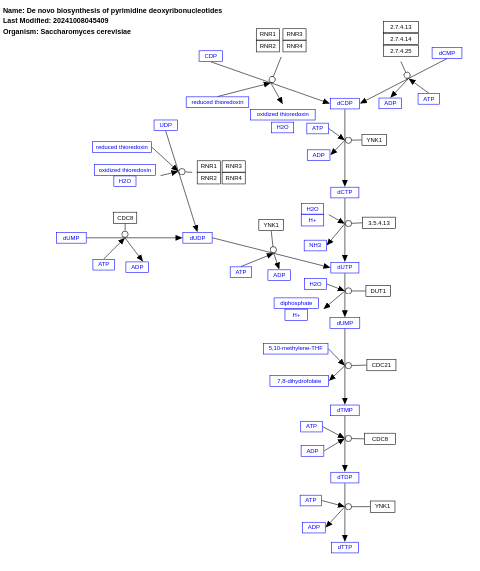 Name: De novo biosynthesis of pyrimidine deoxyribonucleotides
Last Modified: 20241008045409
Organism: Saccharomyces cerevisiae
RNR1 RNR3
RNR2 RNR4
2.7.4.13
2.7.4.14
2.7.4.25
CDP
dCMP
reduced thioredoxin
dCDP
ADP
ATP
oxidized thioredoxin
H2O
UDP
ATP
YNK1
ADP
reduced thioredoxin
oxidized thioredoxin
H2O
RNR1 RNR3
RNR2 RNR4
dCTP
CDC8
H2O
H+
YNK1
3.5.4.13
dUMP
dUDP
NH3
ATP
ADP
ATP
ADP
dUTP
H2O
DUT1
diphosphate
H+
dUMP
5,10-methylene-THF
CDC21
7,8-dihydrofolate
dTMP
ATP
CDC8
ADP
dTDP
ATP
YNK1
ADP
dTTP